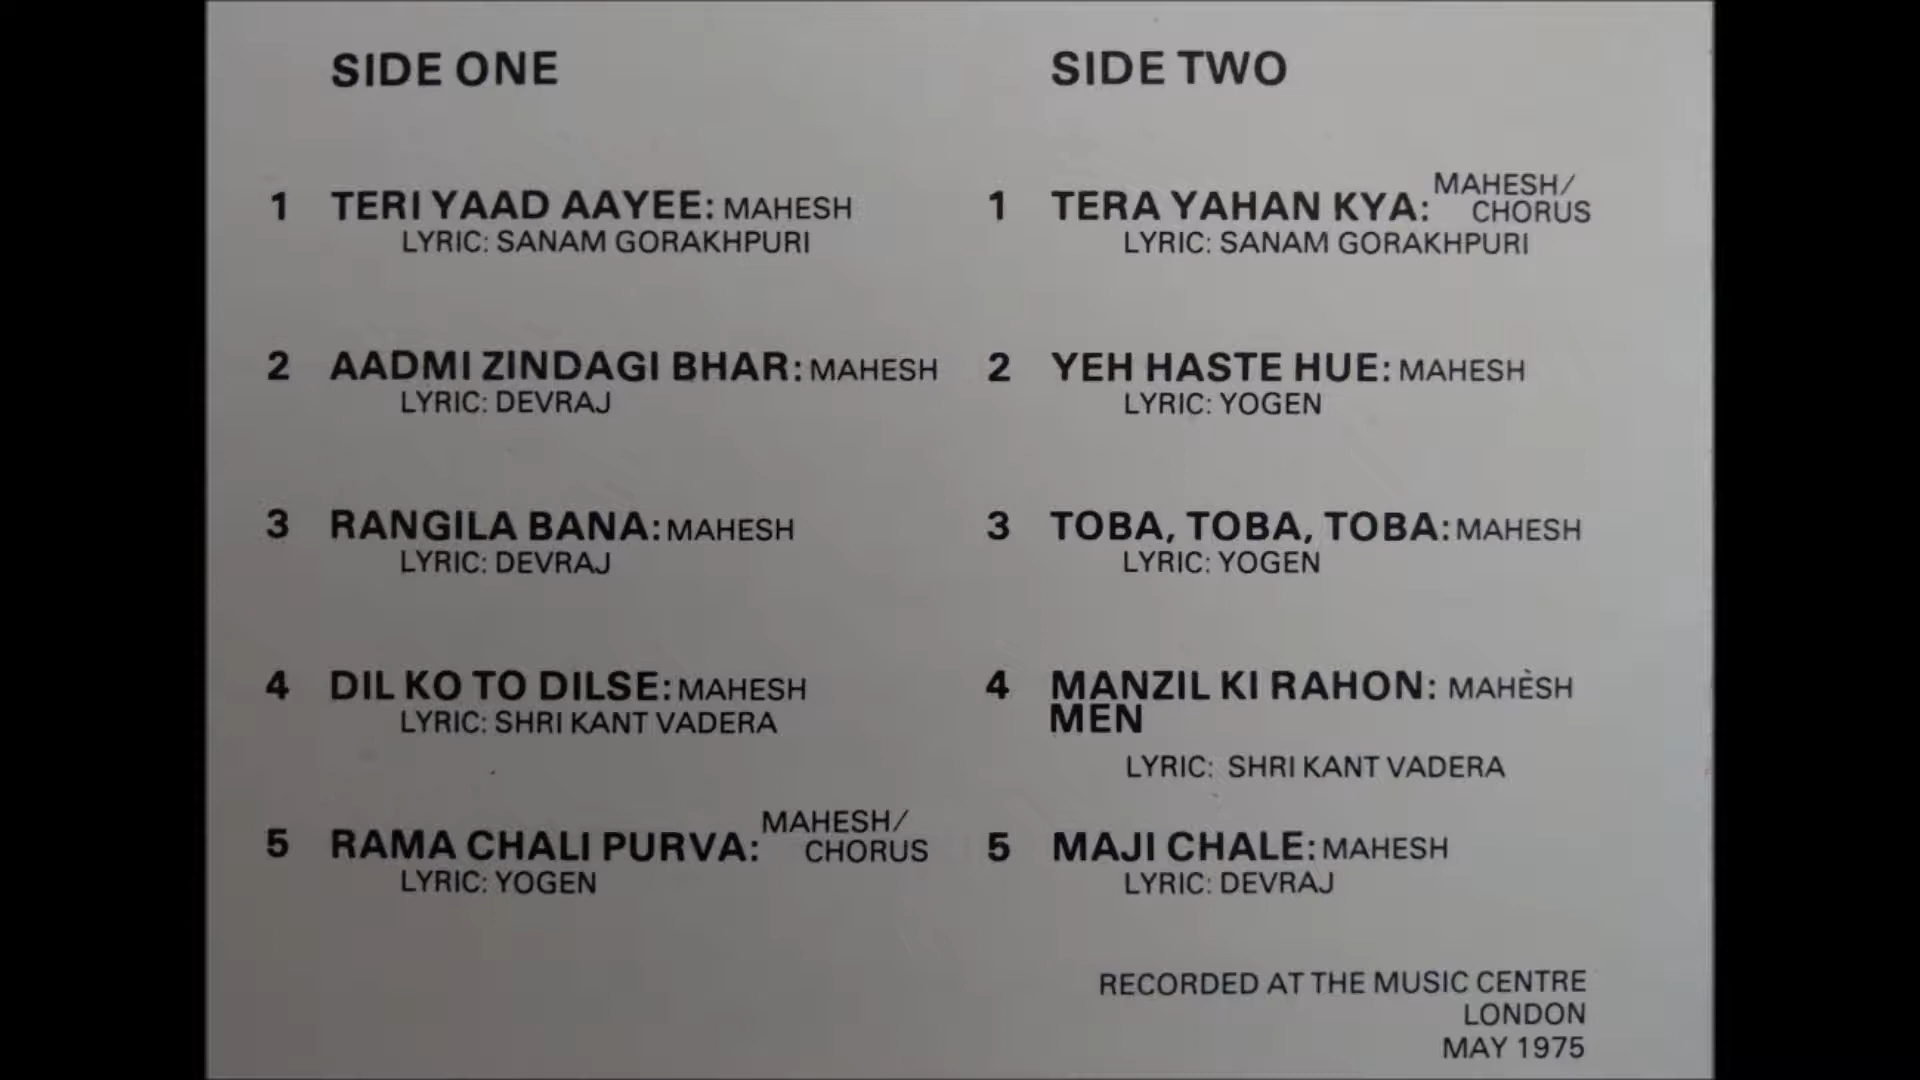 SIDE ONE
1 TERI YAAD AAYEE: MAHESH
LYRIC: SANAM GORAKHPURI
2 AADMI ZINDAGI BHAR: MAHESH
LYRIC: DEVRAJ
3 RANGILA BANA: MAHESH
LYRIC: DEVRAJ
4 DIL KO TO DILSE: MAHESH
LYRIC: SHRI KANT VADERA
5 RAMA CHALI PURVA: MAHESH/
CHORUS
LYRIC: YOGEN
SIDE TWO
1 TERA YAHAN KYA: MAHESH/
CHORUS
LYRIC: SANAM GORAKHPURI
2 YEH HASTE HUE: MAHESH
LYRIC: YOGEN
3 TOBA, TOBA, TOBA: MAHESH
LYRIC: YOGEN
4 MANZIL KI RAHON: MAHESH
MEN
LYRIC: SHRI KANT VADERA
5 MAJI CHALE: MAHESH
LYRIC: DEVRAJ
RECORDED AT THE MUSIC CENTRE
LONDON
MAY 1975